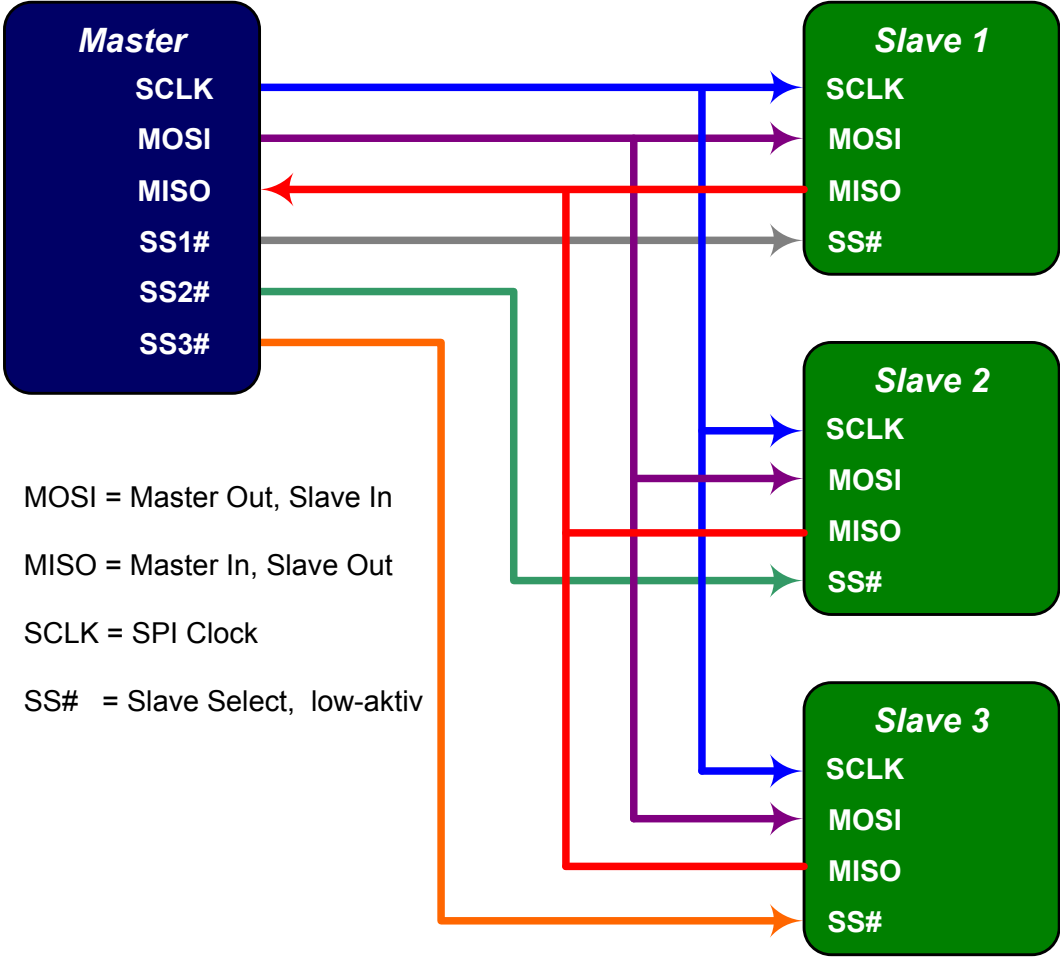 Master
SCLK
MOSI
MISO
SS1#
SS2#
SS3#
Slave 1
SCLK
MOSI
MISO
SS#
Slave 2
SCLK
MOSI
MISO
SS#
Slave 3
SCLK
MOSI
MISO
SS#
MOSI = Master Out, Slave In
MISO = Master In, Slave Out
SCLK = SPI Clock
SS# = Slave Select, low-aktiv